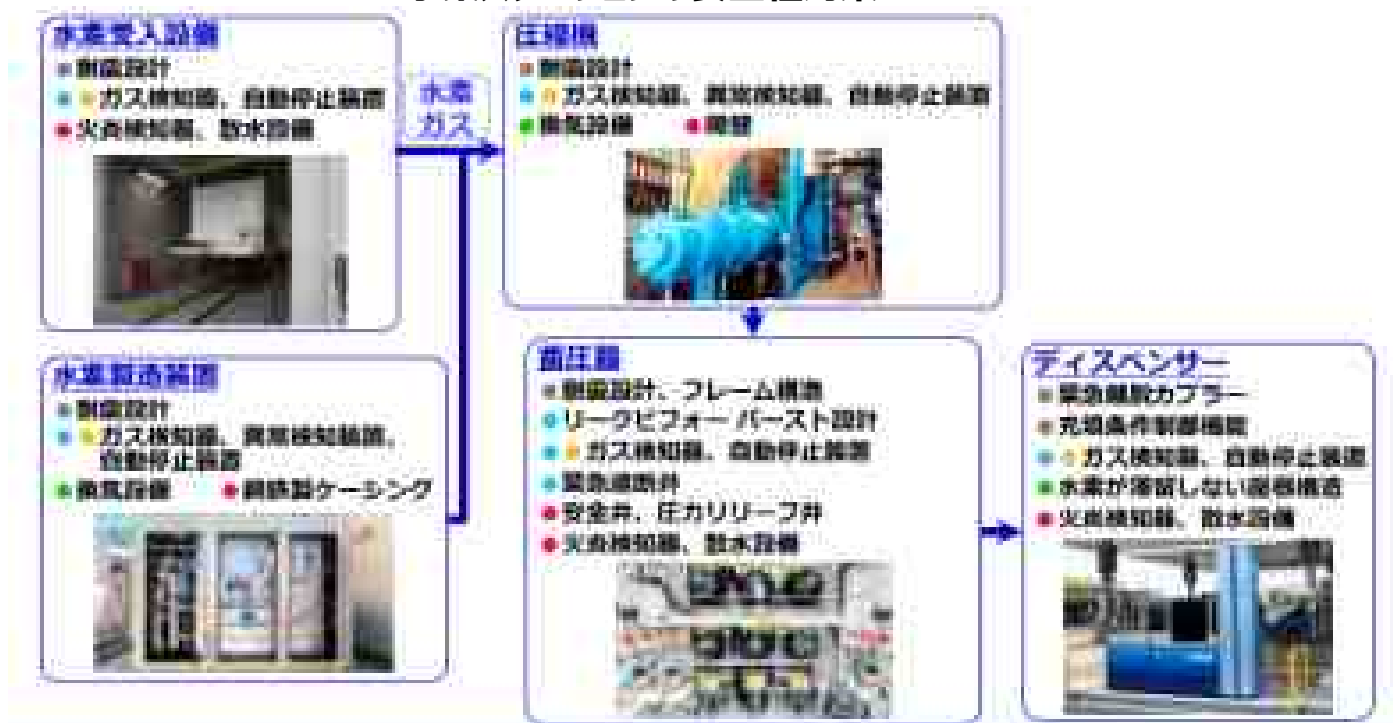 水素受入設備
耐震設計
ガス検知器、自動停止装置
火炎検知器、散水設備
水素
ガス
圧縮機
耐震設計
ガス検知器、異常検知器、自動停止装置
換気設備 障壁
水素製造装置
耐震設計
ガス検知器、異常検知装置、
自動停止装置
換気設備 鋼鉄製ケーシング
蓄圧器
耐震設計、フレーム構造
リークビフォー バースト設計
ガス検知器、自動停止装置
緊急遮断弁
安全弁、圧力リリーフ弁
火炎検知器、散水設備
ディスペンサー
緊急離脱カプラー
充填条件制御機能
ガス検知器、自動停止装置
水素が滞留しない屋根構造
火炎検知器、散水設備